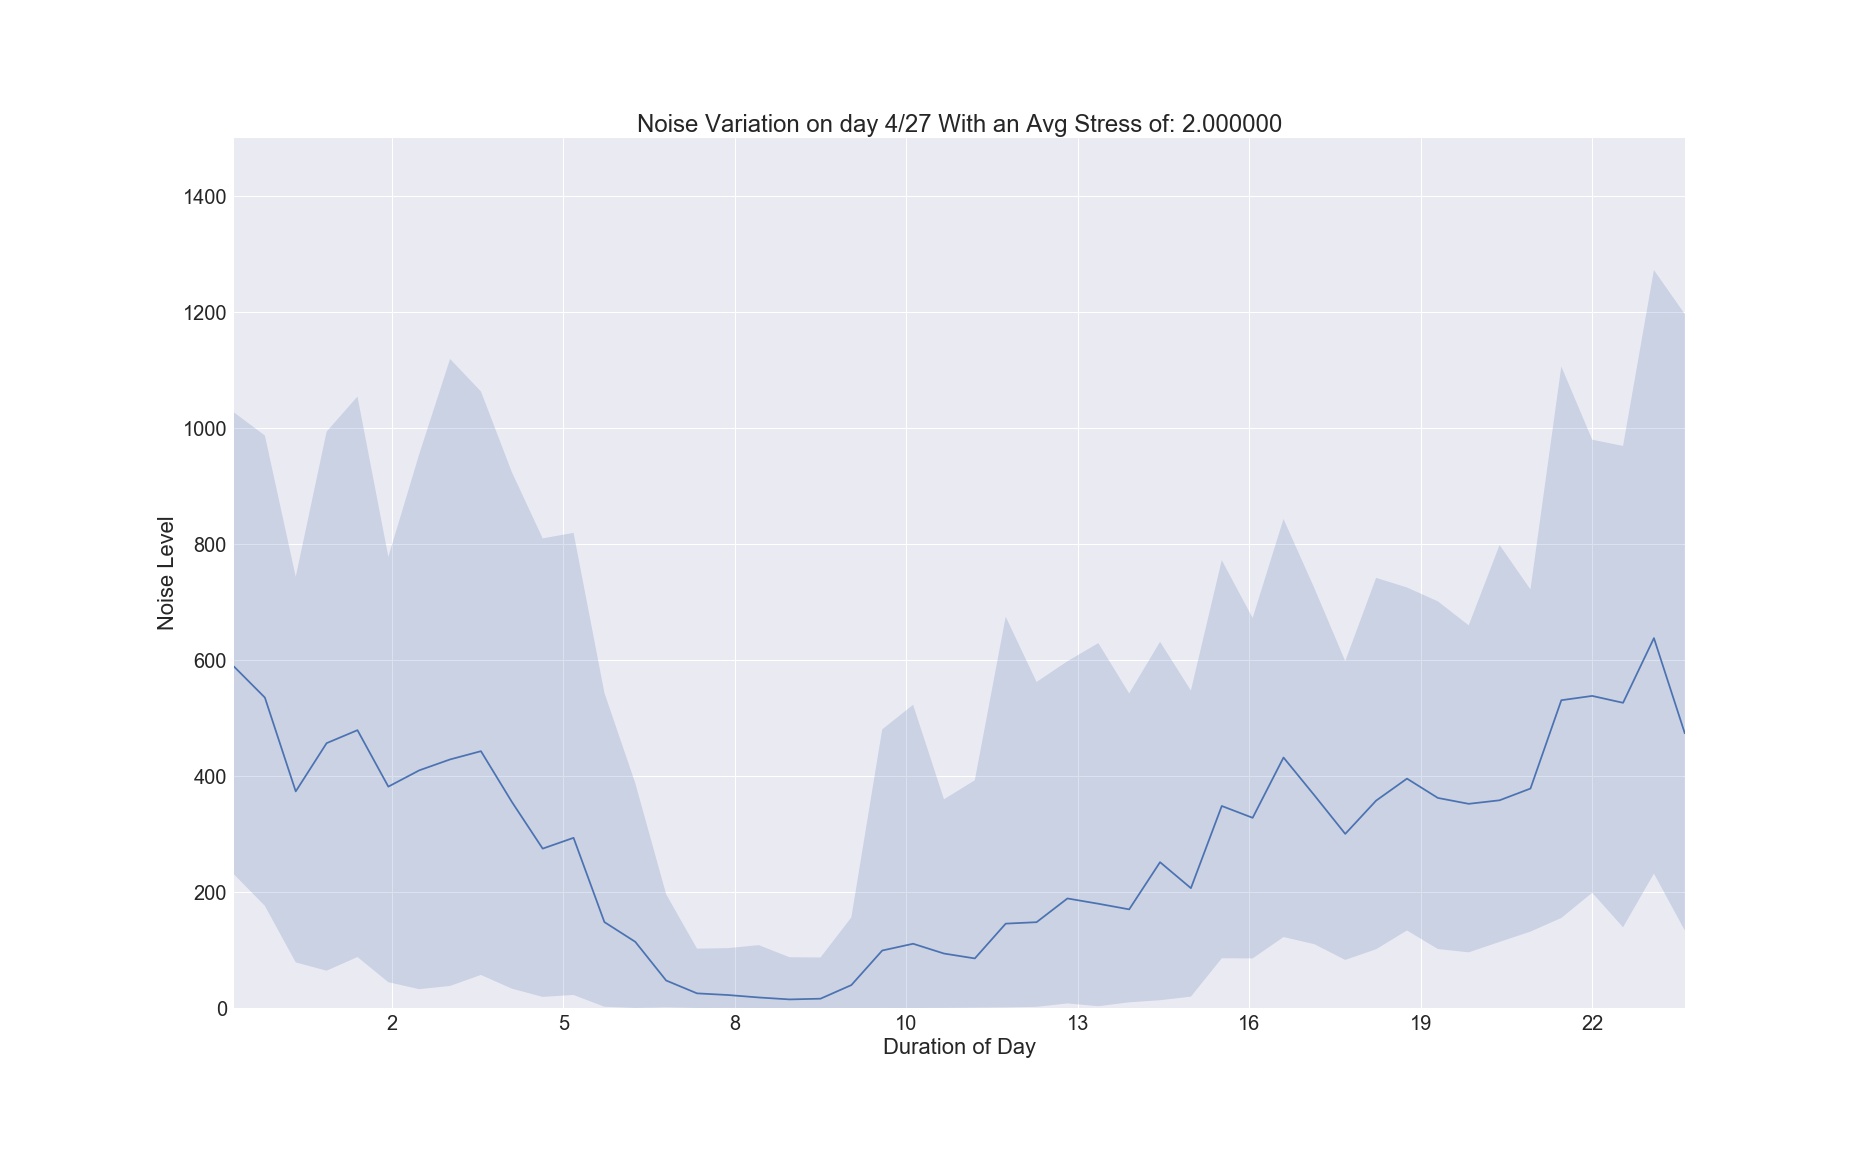 Noise Variation on day 4/27 With an Avg Stress of: 2.000000
1400
1200
1000
800
600
400
200
0
Noise Level
2 5 8 10 13 16 19 22
Duration of Day